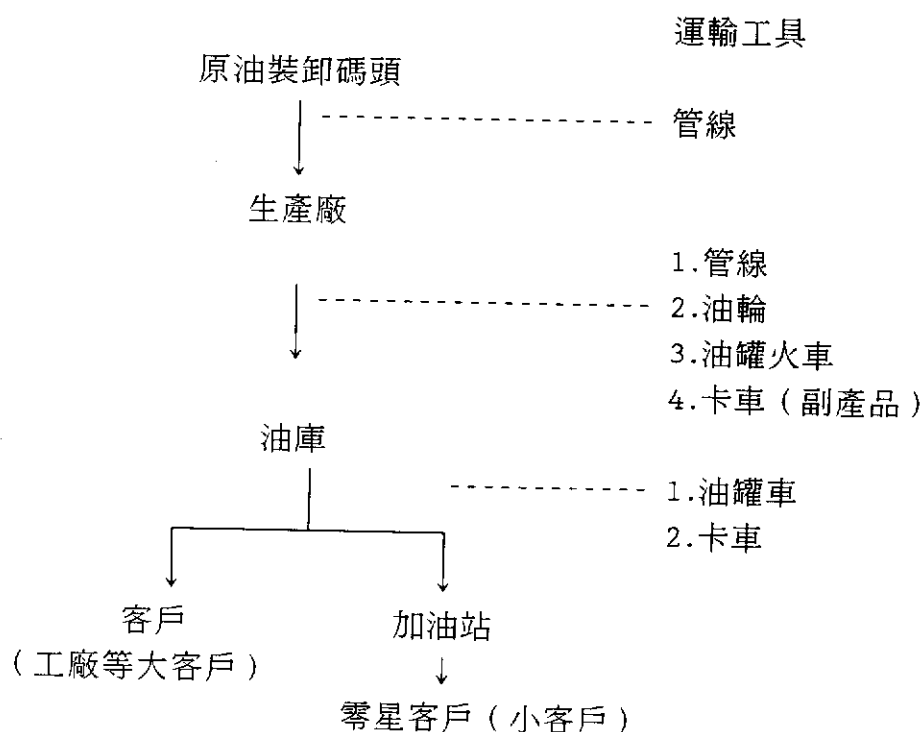 運輸工具
原油裝卸碼頭
管線
生產廠
1.管線
2.油輪
3.油罐火車
4.卡車（副產品）
油庫
1.油罐車
2.卡車
客戶
（工廠等大客戶）
加油站
零星客戶（小客戶）